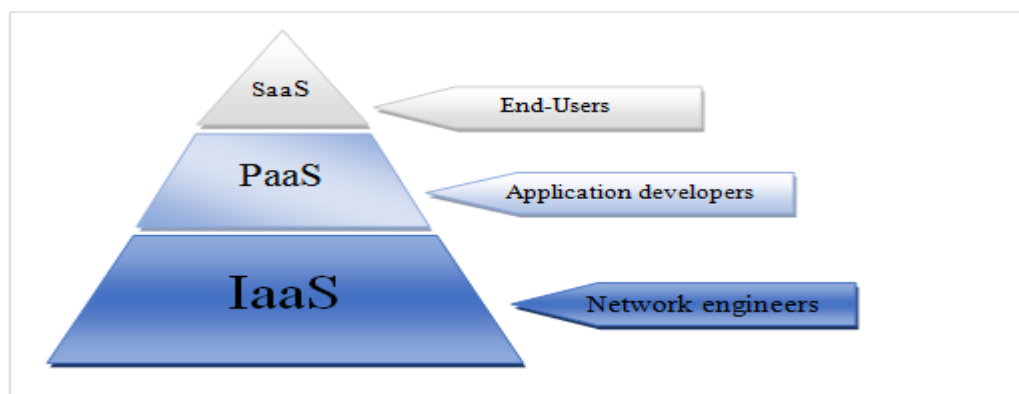 SaaS
End-Users
PaaS
Application developers
IaaS
Network engineers